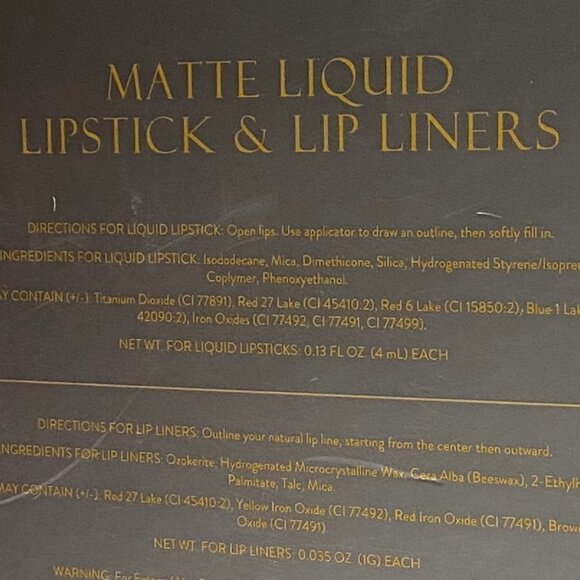 MATTE LIQUID
LIPSTICK & LIP LINERS
DIRECTIONS FOR LIQUID LIPSTICK: Open lips. Use applicator to draw an outline, then softly fill in.
INGREDIENTS FOR LIQUID LIPSTICK: Isododecane, Mica, Dimethicone, Silica, Hydrogenated Styrene/Isopre
Coplymer, Phenoxyethanol.
AY CONTAIN (+/-): Titanium Dioxide (CI 77891), Red 27 Lake (CI 45410:2), Red 6 Lake (CI 15850:2), Blue 1 Lak
42090:2), Iron Oxides (CI 77492, CI 77491, CI 77499).
NET WT. FOR LIQUID LIPSTICKS: 0.13 FL OZ. (4 mL) EACH
DIRECTIONS FOR LIP LINERS: Outline your natural lip line, starting from the center then outward.
NGREDIENTS FOR LIP LINERS: Ozokerite, Hydrogenated Microcrystalline Wax, Cera Alba (Beeswax), 2-Ethylh
Palmitate, Talc, Mica.
MAY CONTAIN (+/-): Red 27 Lake (CI 45410:2), Yellow Iron Oxide (CI 77492), Red Iron Oxide (CI 77491), Brow
Oxide (CI 77491)
NET WT. FOR LIP LINERS: 0.035 OZ. (1G) EACH
WARNING: For